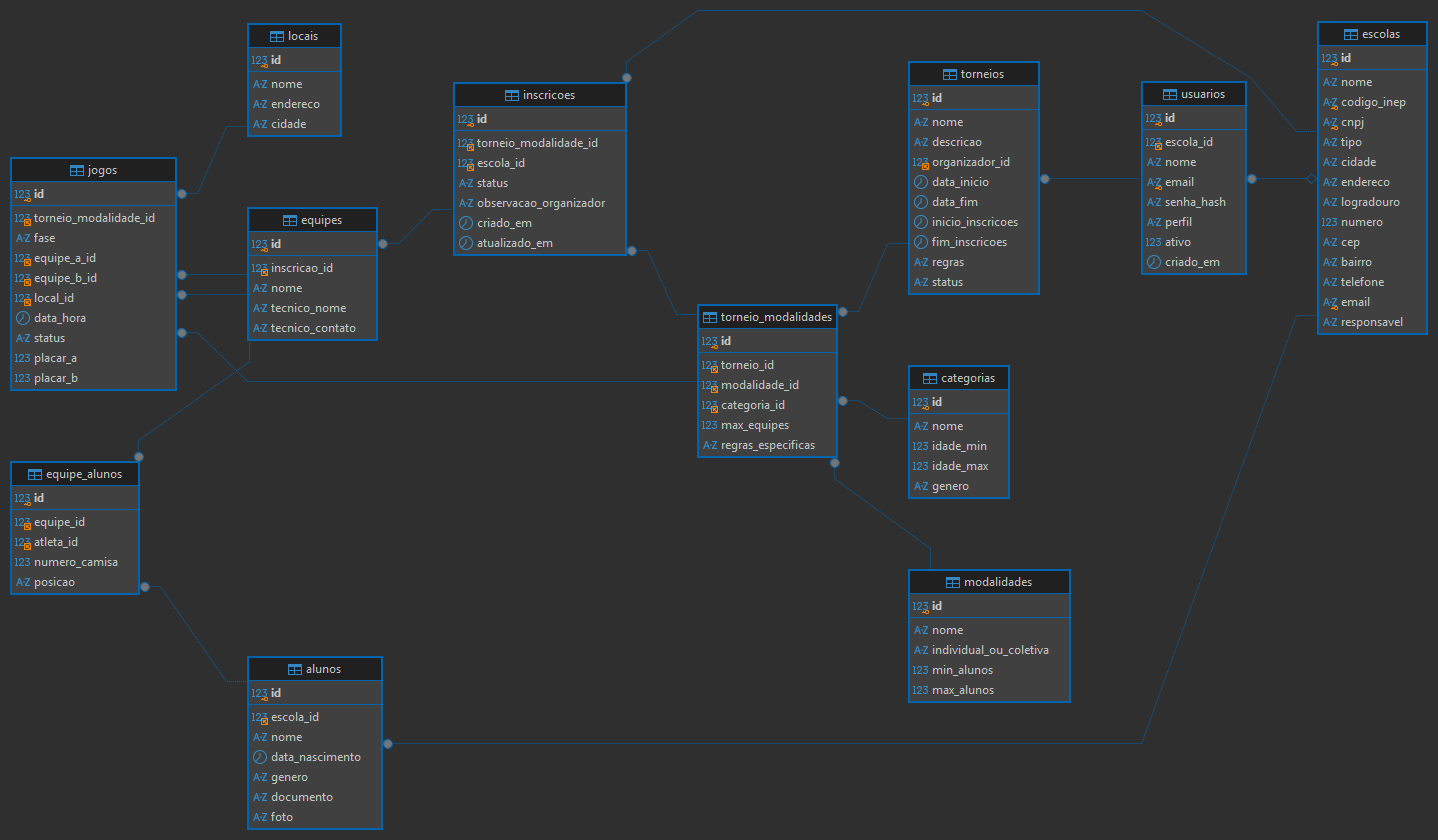 locais
id
nome
endereco
cidade
jogos
id
torneio_modalidade_id
fase
equipe_a_id
equipe_b_id
local_id
data_hora
status
placar_a
placar_b
equipes
id
inscricao_id
nome
tecnico_nome
tecnico_contato
inscricoes
id
torneio_modalidade_id
escola_id
status
observacao_organizador
criado_em
atualizado_em
torneios
id
nome
descricao
organizador_id
data_inicio
data_fim
inicio_inscricoes
fim_inscricoes
regras
status
usuarios
id
escola_id
nome
email
senha_hash
perfil
ativo
criado_em
escolas
id
nome
codigo_inep
cnpj
tipo
cidade
endereco
logradouro
numero
cep
bairro
telefone
email
responsavel
torneio_modalidades
id
torneio_id
modalidade_id
categoria_id
max_equipes
regras_especificas
categorias
id
nome
idade_min
idade_max
genero
equipe_alunos
id
equipe_id
atleta_id
numero_camisa
posicao
modalidades
id
nome
individual_ou_coletiva
min_alunos
max_alunos
alunos
id
escola_id
nome
data_nascimento
genero
documento
foto